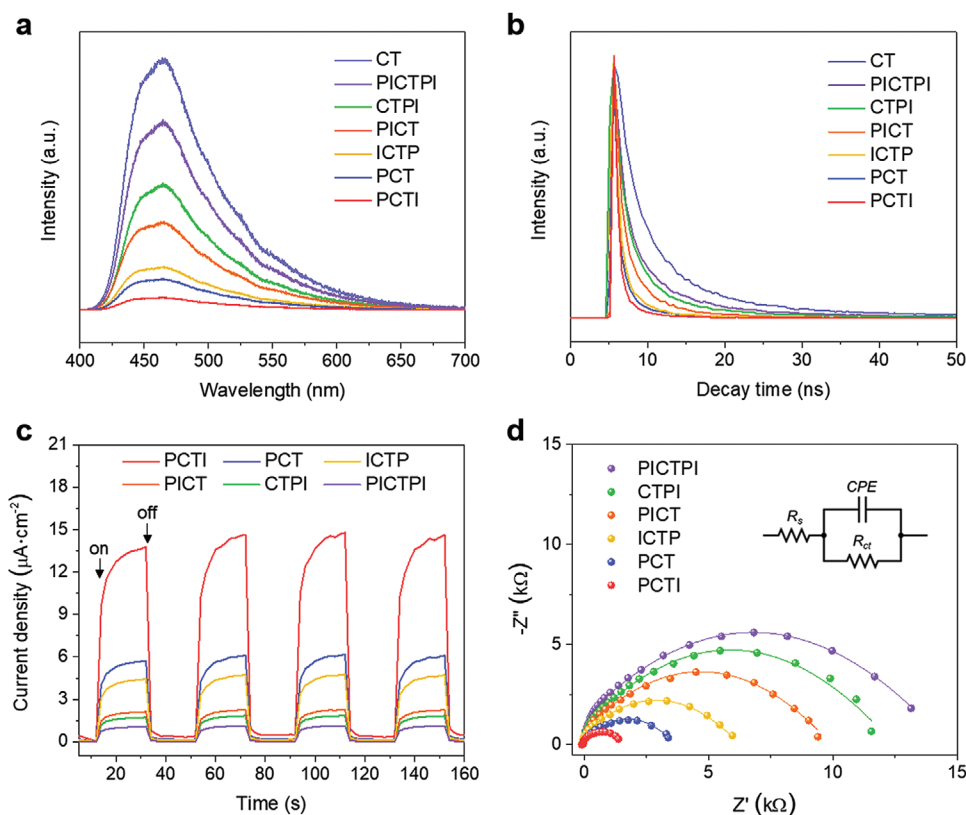 a
Intensity (a.u.)
CT
PICTPI
CTPI
PICT
ICTP
PCT
PCTI
400 450 500 550 600 650 700
Wavelength (nm)
b
Intensity (a.u.)
CT
PICTPI
CTPI
PICT
ICTP
PCT
PCTI
0 10 20 30 40 50
Decay time (ns)
c
Current density (μA·cm⁻²)
21
18
15
12
9
6
3
0
PCTI PCT ICTP
PICT CTPI PICTPI
on
off
20 40 60 80 100 120 140 160
Time (s)
d
-Z" (kΩ)
15
10
5
0
PICTPI
CTPI
PICT
ICTP
PCT
PCTI
CPE
Rs
Rct
0 5 10 15
Z' (kΩ)